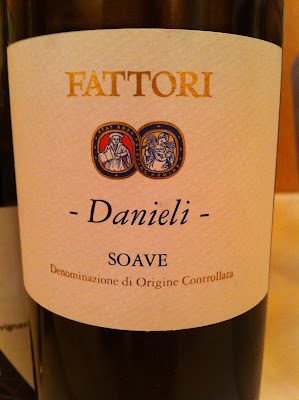 FATTORI
- Danieli -
SOAVE
Denominazione di Origine Controllata